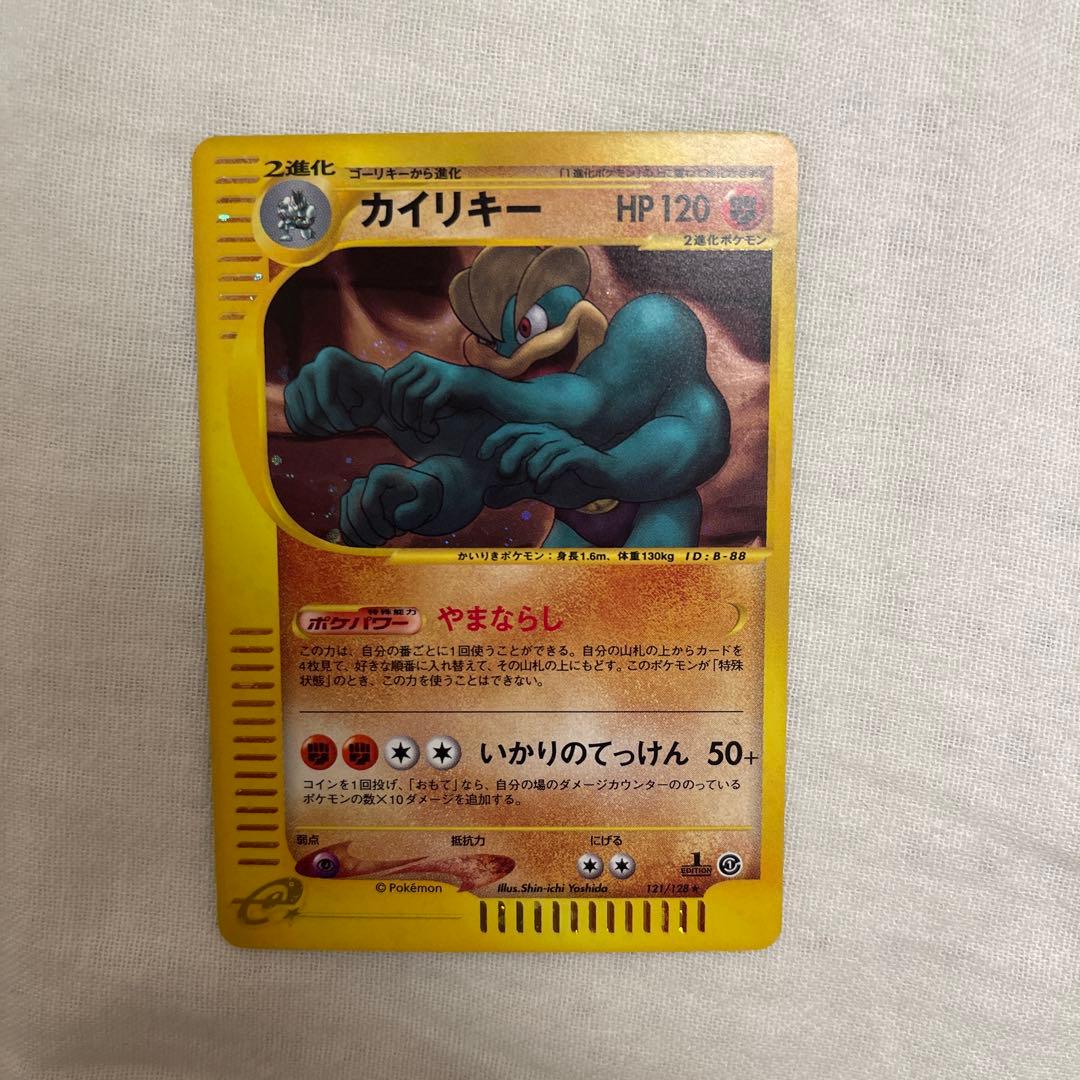 2進化 ゴーリキーから進化
カイリキー HP 120
2進化ポケモン
かいりきポケモン：身長1.6m、体重130kg ID：B-88
特殊能力
ポケパワー やまならし
この力は、自分の番ごとに1回使うことができる。自分の山札の上からカードを
4枚見て、好きな順番に入れ替えて、その山札の上にもどす。このポケモンが「特殊
状態」のとき、この力を使うことはできない。
いかりのてっけん 50+
コインを1回投げ、「おもて」なら、自分の場のダメージカウンターののっている
ポケモンの数×10ダメージを追加する。
弱点 抵抗力 にげる
1
EDITION
© Pokémon Illus.Shin-ichi Yoshida 121/128 ★
e